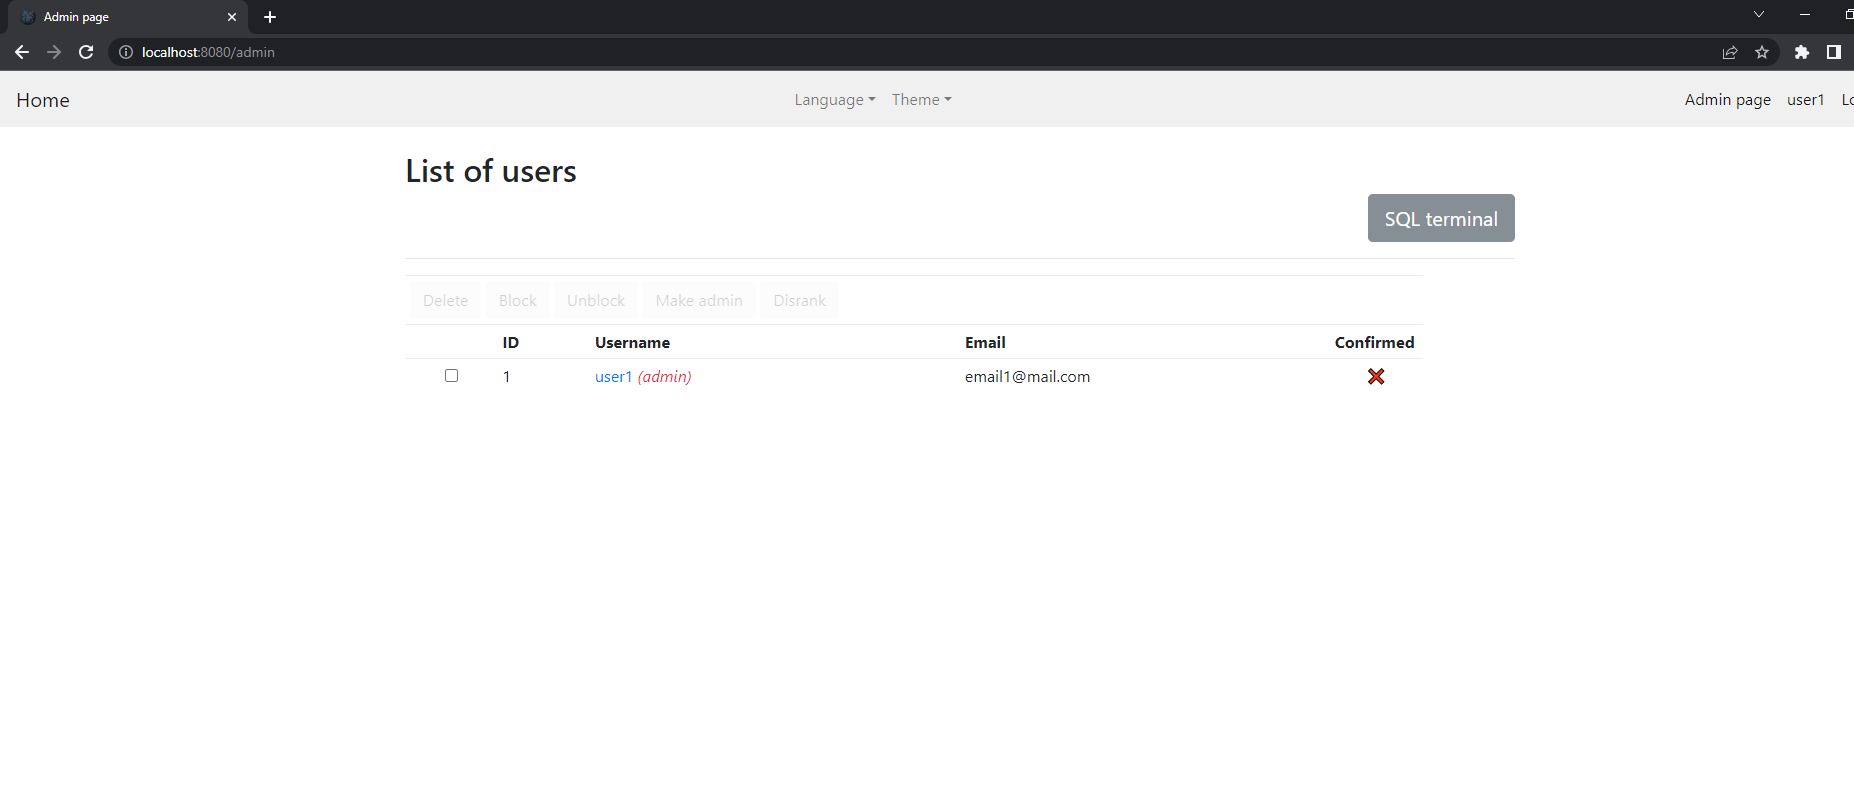 Admin page
localhost:8080/admin
Home Language Theme Admin page user1
List of users
SQL terminal
Delete Block Unblock Make admin Disrank
ID Username Email Confirmed
1 user1 (admin) email1@mail.com